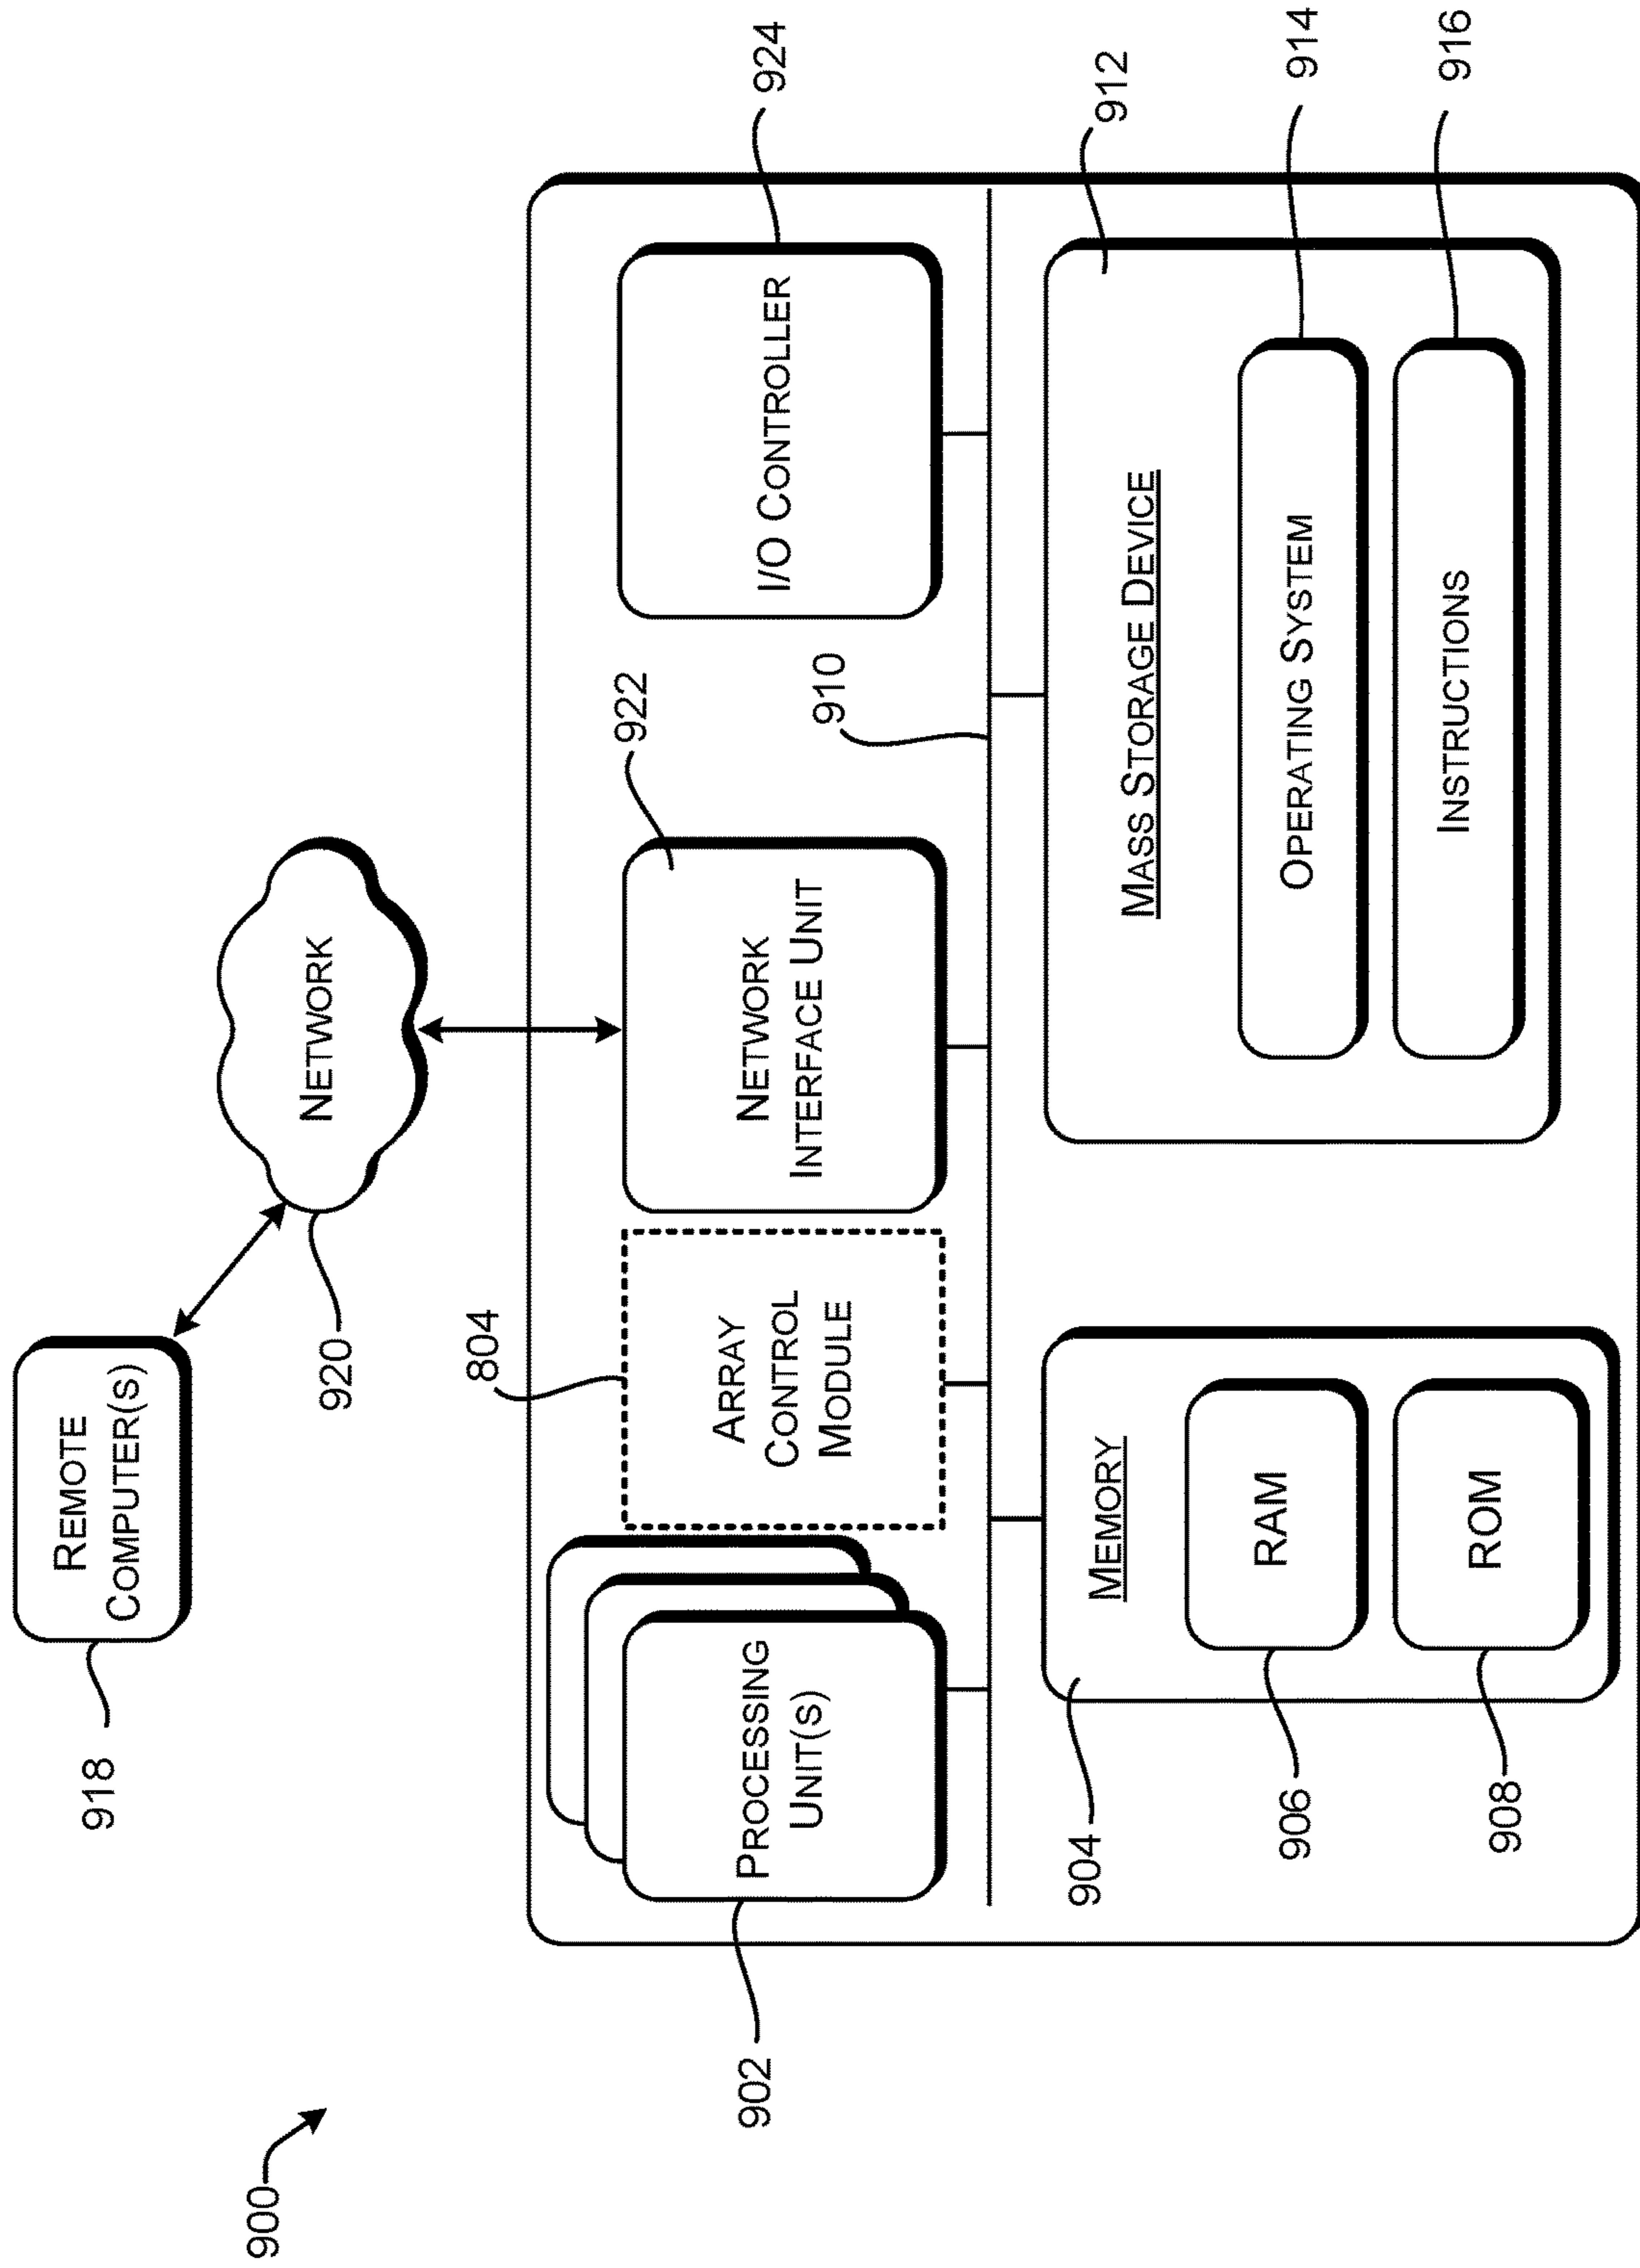 900
918
REMOTE
COMPUTER(S)
920
NETWORK
902
PROCESSING
UNIT(S)
804
ARRAY
CONTROL
MODULE
922
NETWORK
INTERFACE UNIT
924
I/O CONTROLLER
910
904
MEMORY
906
RAM
908
ROM
912
MASS STORAGE DEVICE
914
OPERATING SYSTEM
916
INSTRUCTIONS